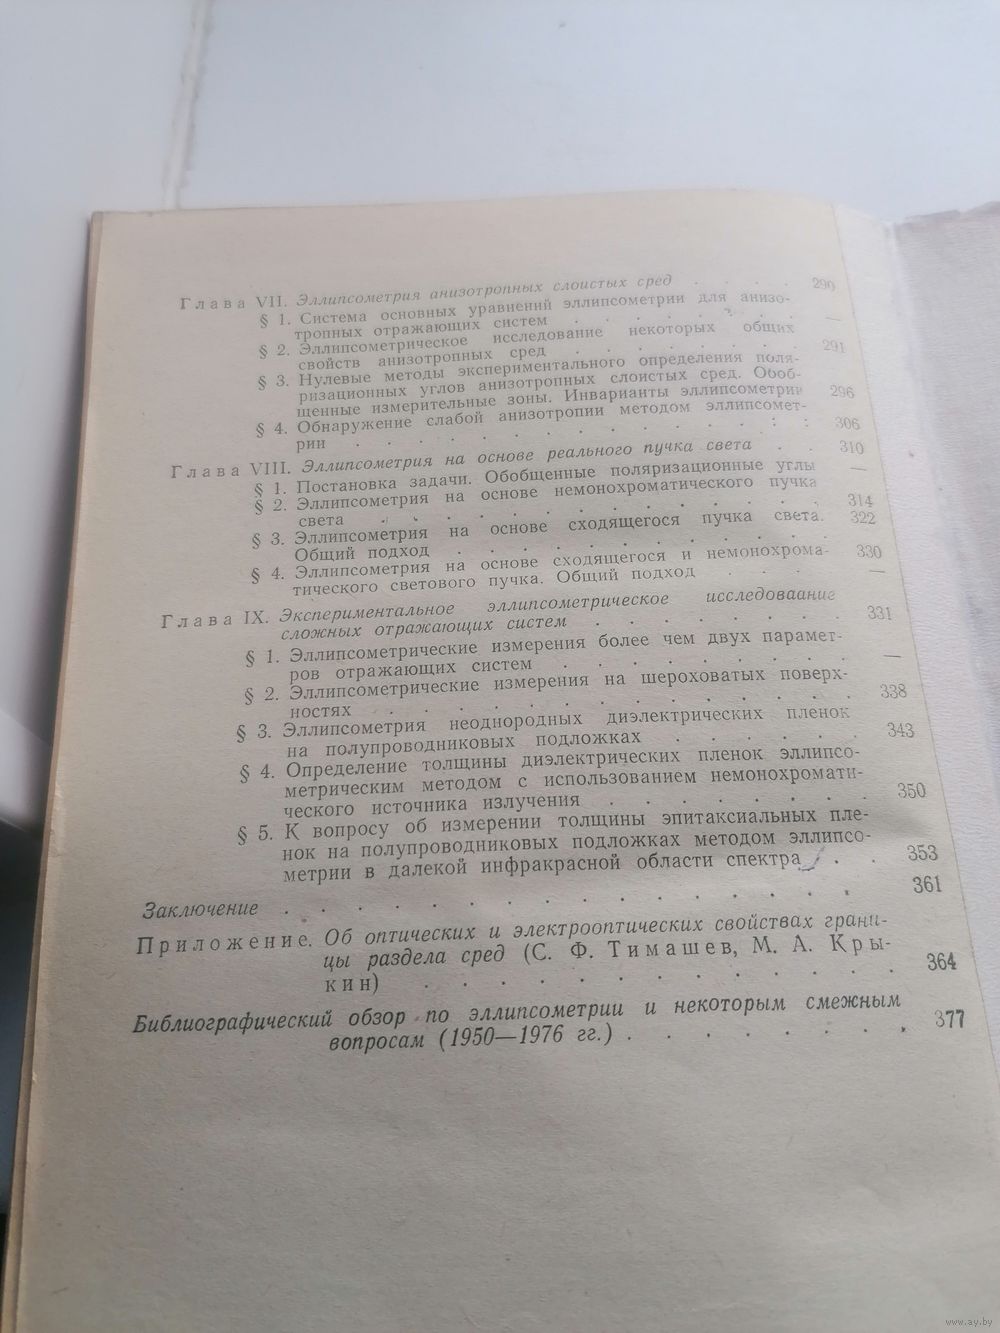 Глава VII. Эллипсометрия анизотропных слоистых сред . . . . 290
§ 1. Система основных уравнений эллипсометрии для анизо-
тропных отражающих систем . . . . . . . . —
§ 2. Эллипсометрическое исследование некоторых общих
свойств анизотропных сред . . . . . . . . 291
§ 3. Нулевые методы экспериментального определения поля-
ризационных углов анизотропных слоистых сред. Обоб-
щенные измерительные зоны. Инварианты эллипсометрии 296
§ 4. Обнаружение слабой анизотропии методом эллипсомет-
рии . . . . . . . . . . . . . . 306
Глава VIII. Эллипсометрия на основе реального пучка света . . 310
§ 1. Постановка задачи. Обобщенные поляризационные углы —
§ 2. Эллипсометрия на основе немонохроматического пучка
света . . . . . . . . . . . . . . 314
§ 3. Эллипсометрия на основе сходящегося пучка света. 322
Общий подход . . . . . . . . . . .
§ 4. Эллипсометрия на основе сходящегося и немонохрома- 330
тического светового пучка. Общий подход . . . . —
Глава IX. Экспериментальное эллипсометрическое исследоваание
сложных отражающих систем . . . . . . . 331
§ 1. Эллипсометрические измерения более чем двух парамет-
ров отражающих систем . . . . . . . . —
§ 2. Эллипсометрические измерения на шероховатых поверх-
ностях . . . . . . . . . . . . . 338
§ 3. Эллипсометрия неоднородных диэлектрических пленок
на полупроводниковых подложках . . . . . . 343
§ 4. Определение толщины диэлектрических пленок эллипсо-
метрическим методом с использованием немонохромати-
ческого источника излучения . . . . . . . . 350
§ 5. К вопросу об измерении толщины эпитаксиальных пле-
нок на полупроводниковых подложках методом эллипсо-
метрии в далекой инфракрасной области спектра . . . 353
Заключение . . . . . . . . . . . . . . . . 361
Приложение. Об оптических и электрооптических свойствах грани-
цы раздела сред (С. Ф. Тимашев, М. А. Кры-
кин) . . . . . . . . . . . . . 364
Библиографический обзор по эллипсометрии и некоторым смежным
вопросам (1950—1976 гг.) . . . . . . . . 377
www.ay.by